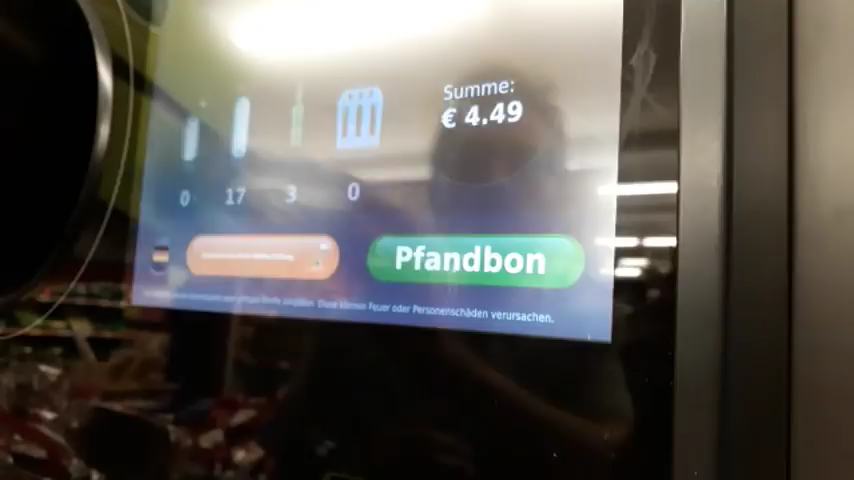 Summe:
€ 4.49
0 17 3 0
Pfandbon
Diese können Feuer oder Personenschäden verursachen.